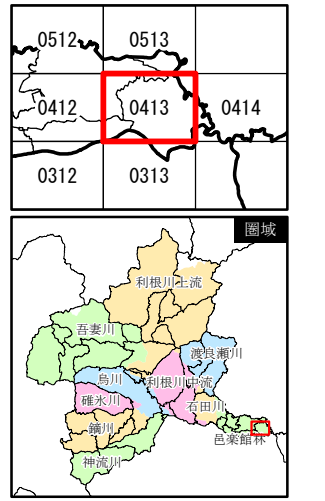 0512 0513
0412 0413 0414
0312 0313
圏域
利根川上流
吾妻川
渡良瀬川
烏川 利根川中流
碓氷川
石田川
鏑川
邑楽館林
神流川